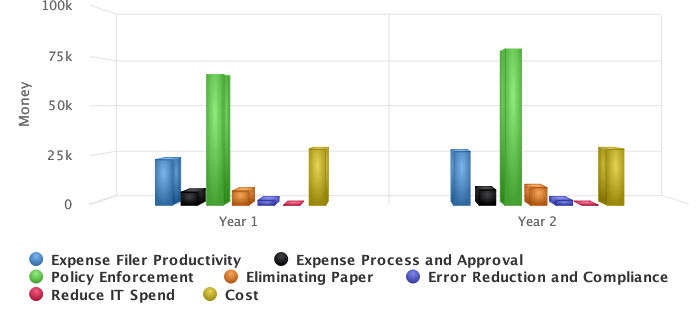 100k
75k
50k
25k
0
Money
Year 1 Year 2
Expense Filer Productivity Expense Process and Approval
Policy Enforcement Eliminating Paper Error Reduction and Compliance
Reduce IT Spend Cost